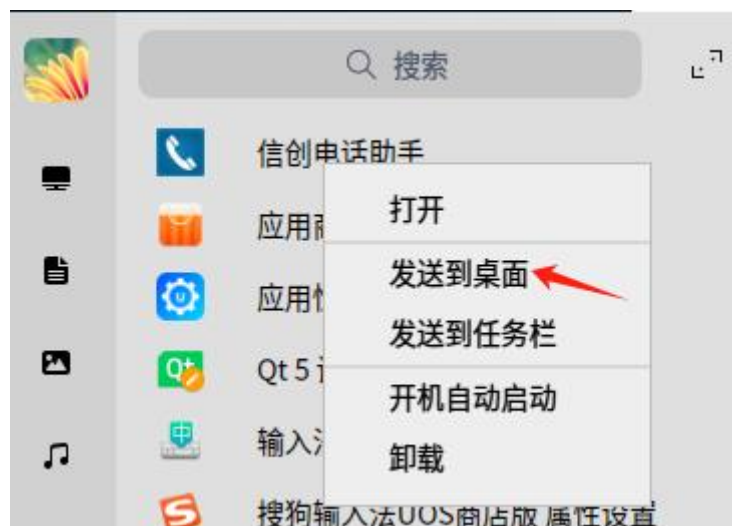 搜索
信创电话助手
打开
应用
发送到桌面
应用
发送到任务栏
Qt 5
开机自动启动
输入
卸载
搜狗输入法UOS商店版 属性设置